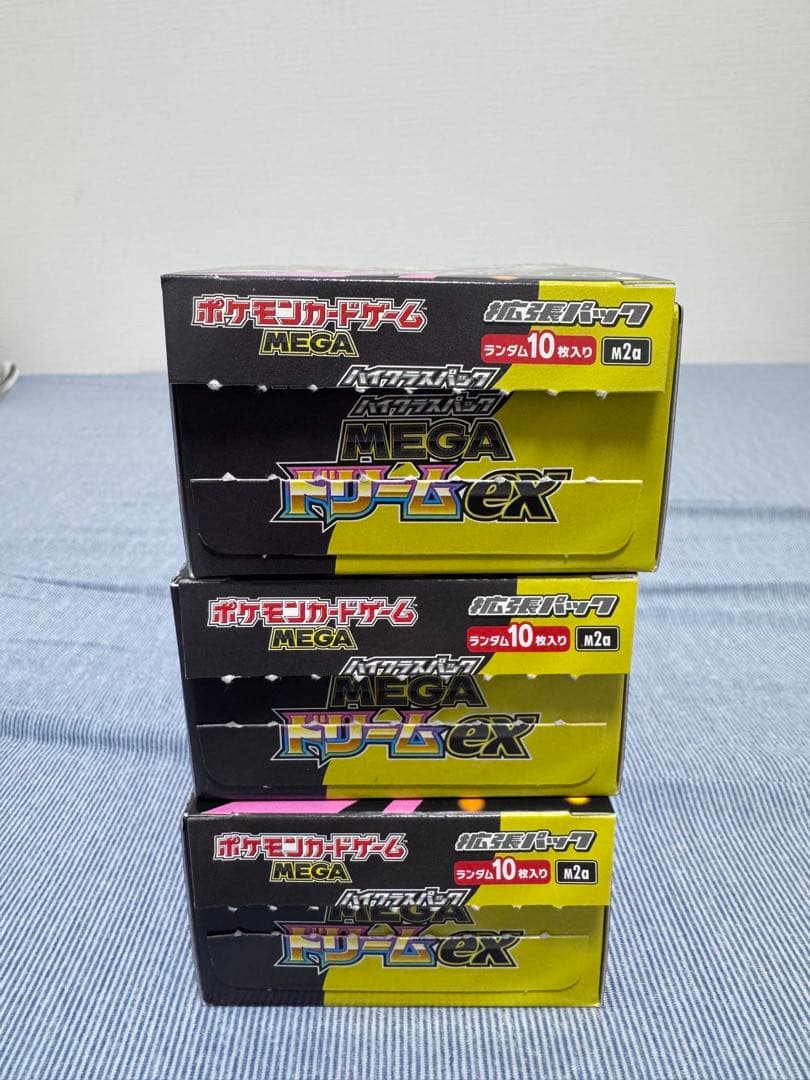 ポケモンカードゲーム
MEGA
拡張パック
ランダム10枚入り
M2a
ハイクラスパック
ハイクラスパック
MEGA
ドリームex
ポケモンカードゲーム
MEGA
拡張パック
ランダム10枚入り
M2a
ハイクラスパック
MEGA
ドリームex
ポケモンカードゲーム
MEGA
拡張パック
ランダム10枚入り
M2a
ハイクラスパック
MEGA
ドリームex